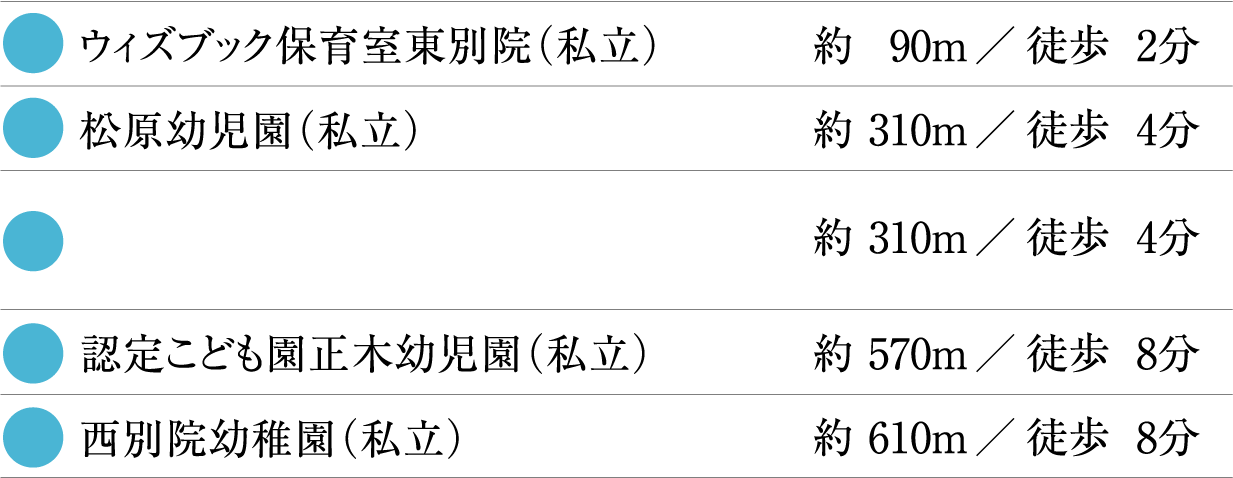 ウィズブック保育室東別院（私立） 約 90m／徒歩 2分
松原幼児園（私立） 約 310m／徒歩 4分
約 310m／徒歩 4分
認定こども園正木幼児園（私立） 約 570m／徒歩 8分
西別院幼稚園（私立） 約 610m／徒歩 8分